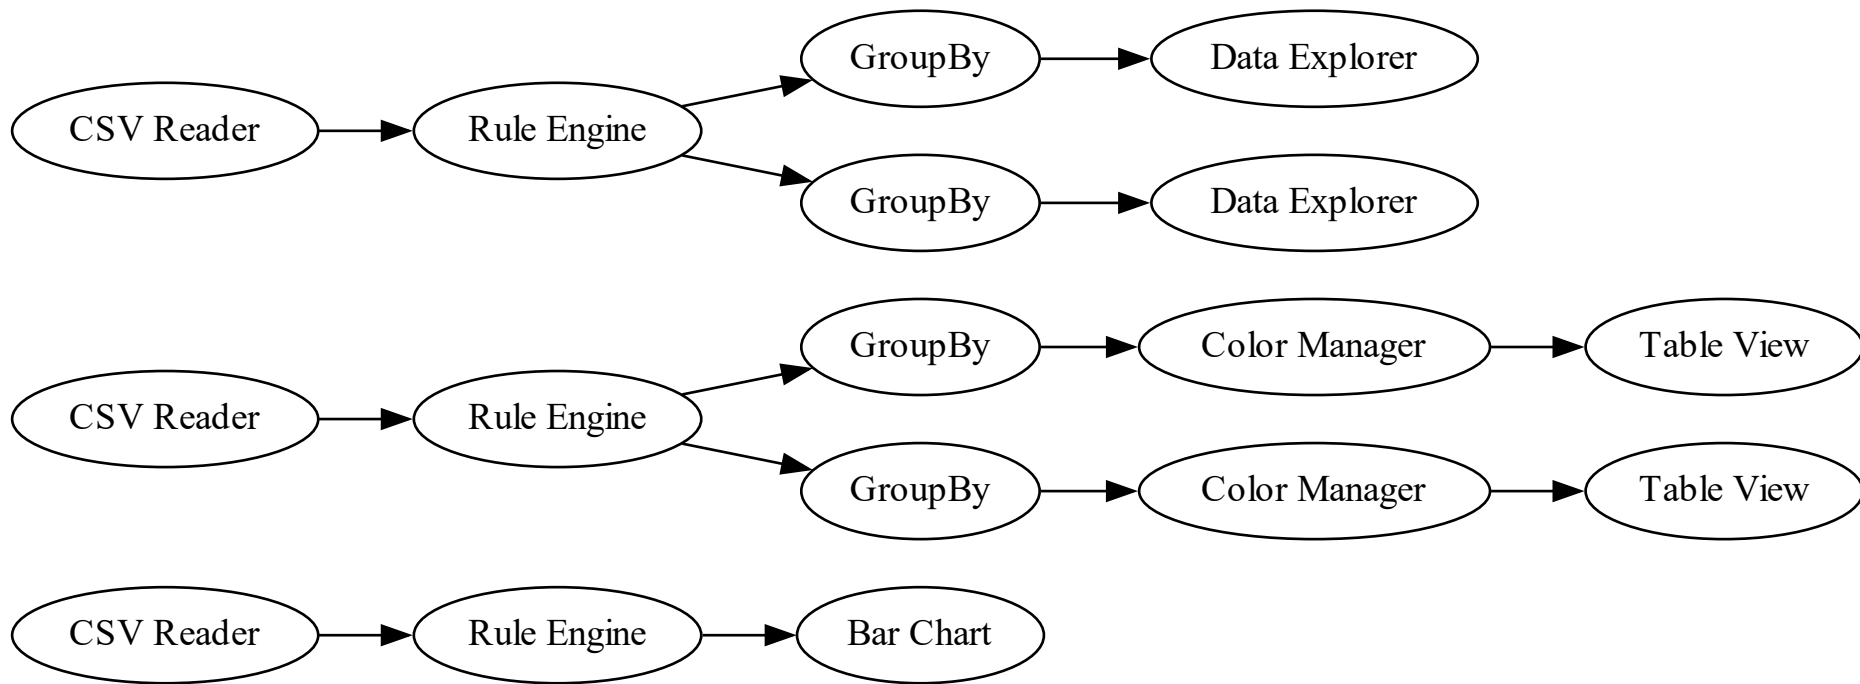 GroupBy
Data Explorer
CSV Reader
Rule Engine
GroupBy
Data Explorer
GroupBy
Color Manager
Table View
CSV Reader
Rule Engine
GroupBy
Color Manager
Table View
CSV Reader
Rule Engine
Bar Chart